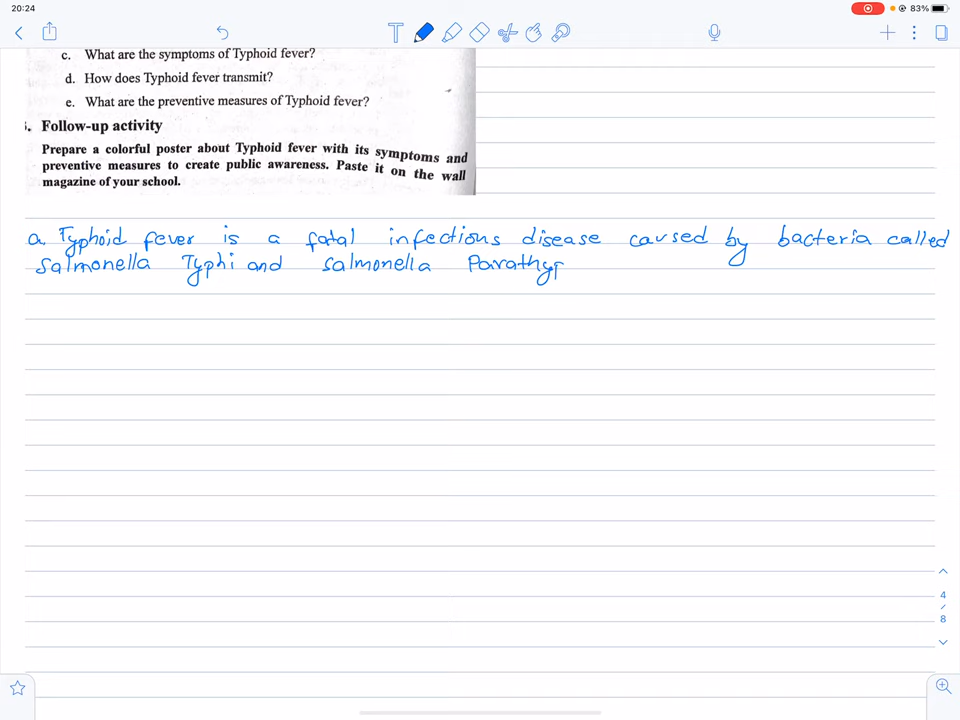 20:24
83%
c. What are the symptoms of Typhoid fever?
d. How does Typhoid fever transmit?
e. What are the preventive measures of Typhoid fever?
. Follow-up activity
Prepare a colorful poster about Typhoid fever with its symptoms and
preventive measures to create public awareness. Paste it on the wall
magazine of your school.
a. Typhoid fever is a fatal infections disease caused by bacteria called
Salmonella Typhi and Salmonella Parathyp
4
/
8